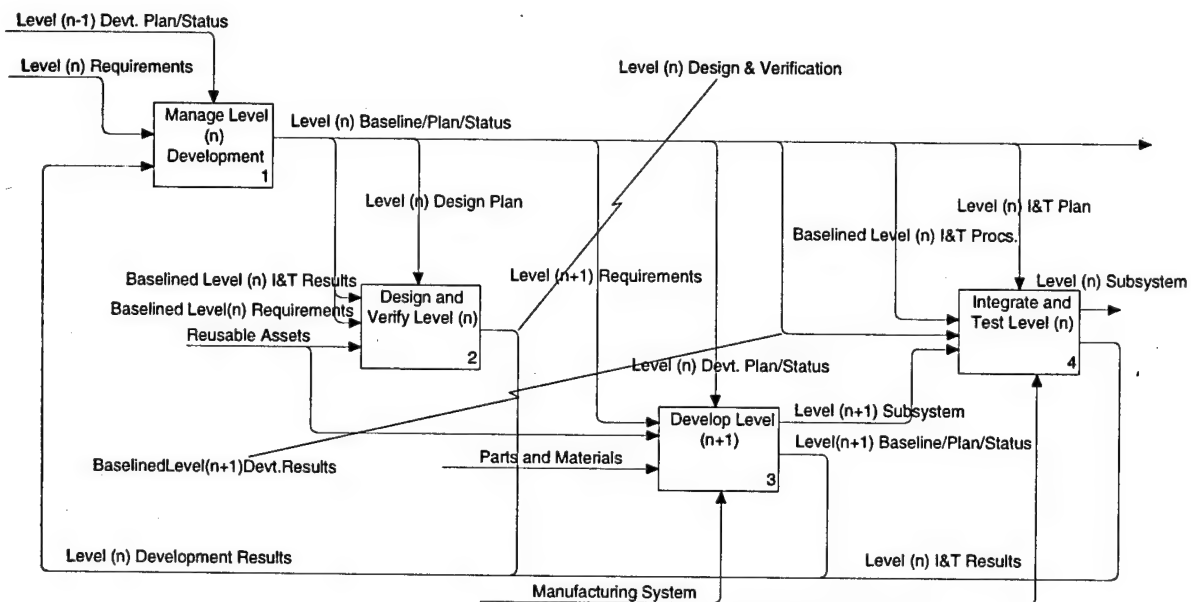 Level (n-1) Devt. Plan/Status
Level (n) Requirements
Level (n) Design & Verification
Manage Level
(n)
Development
1
Level (n) Baseline/Plan/Status
Level (n) Design Plan
Level (n) I&T Plan
Baselined Level (n) I&T Procs.
Baselined Level (n) I&T Results
Level (n+1) Requirements
Level (n) Subsystem
Baselined Level(n) Requirements
Reusable Assets
Design and
Verify Level (n)
2
Integrate and
Test Level (n)
4
Level (n) Devt. Plan/Status
Level (n+1) Subsystem
Develop Level
(n+1)
3
Level(n+1) Baseline/Plan/Status
BaselinedLevel(n+1)Devt.Results
Parts and Materials
Level (n) Development Results
Level (n) I&T Results
Manufacturing System